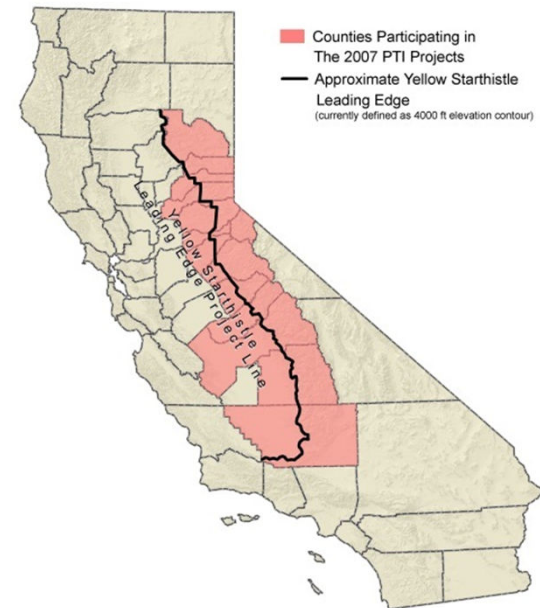 Counties Participating in
The 2007 PTI Projects
Approximate Yellow Starthistle
Leading Edge
(currently defined as 4000 ft elevation contour)
Yellow Starthistle
Leading Edge Project Line